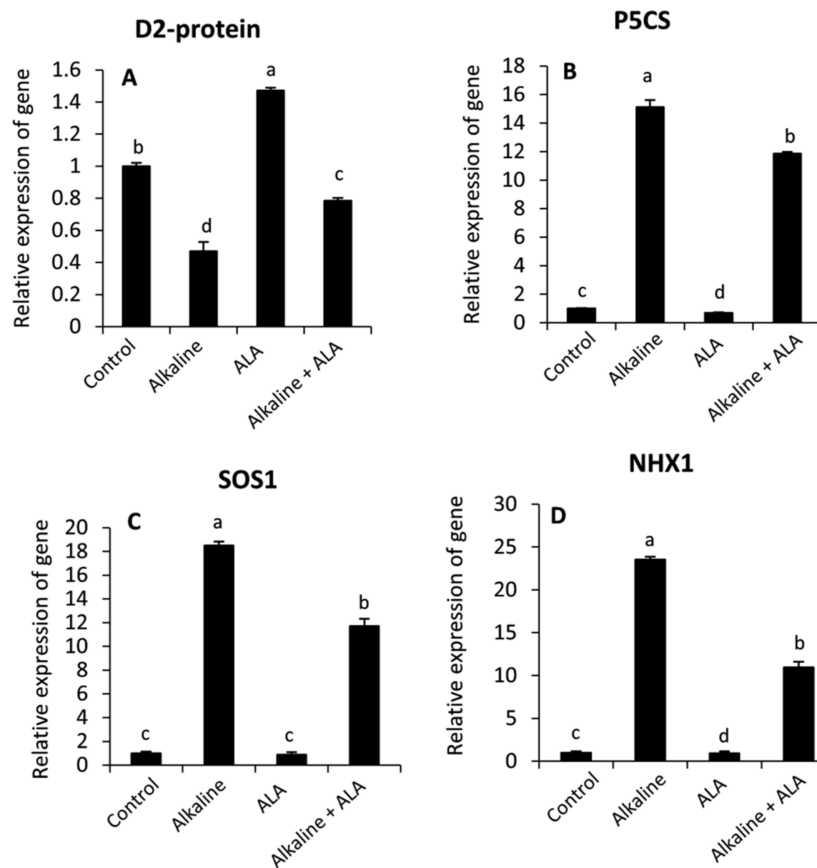 D2-protein
A
Relative expression of gene
1.6
1.4
1.2
1
0.8
0.6
0.4
0.2
0
b
d
a
c
Control
Alkaline
ALA
Alkaline + ALA
P5CS
B
Relative expression of gene
18
16
14
12
10
8
6
4
2
0
c
a
d
b
Control
Alkaline
ALA
Alkaline + ALA
SOS1
C
Relative expression of gene
20
18
16
14
12
10
8
6
4
2
0
c
a
c
b
Control
Alkaline
ALA
Alkaline + ALA
NHX1
D
Relative expression of gene
30
25
20
15
10
5
0
c
a
d
b
Control
Alkaline
ALA
Alkaline + ALA